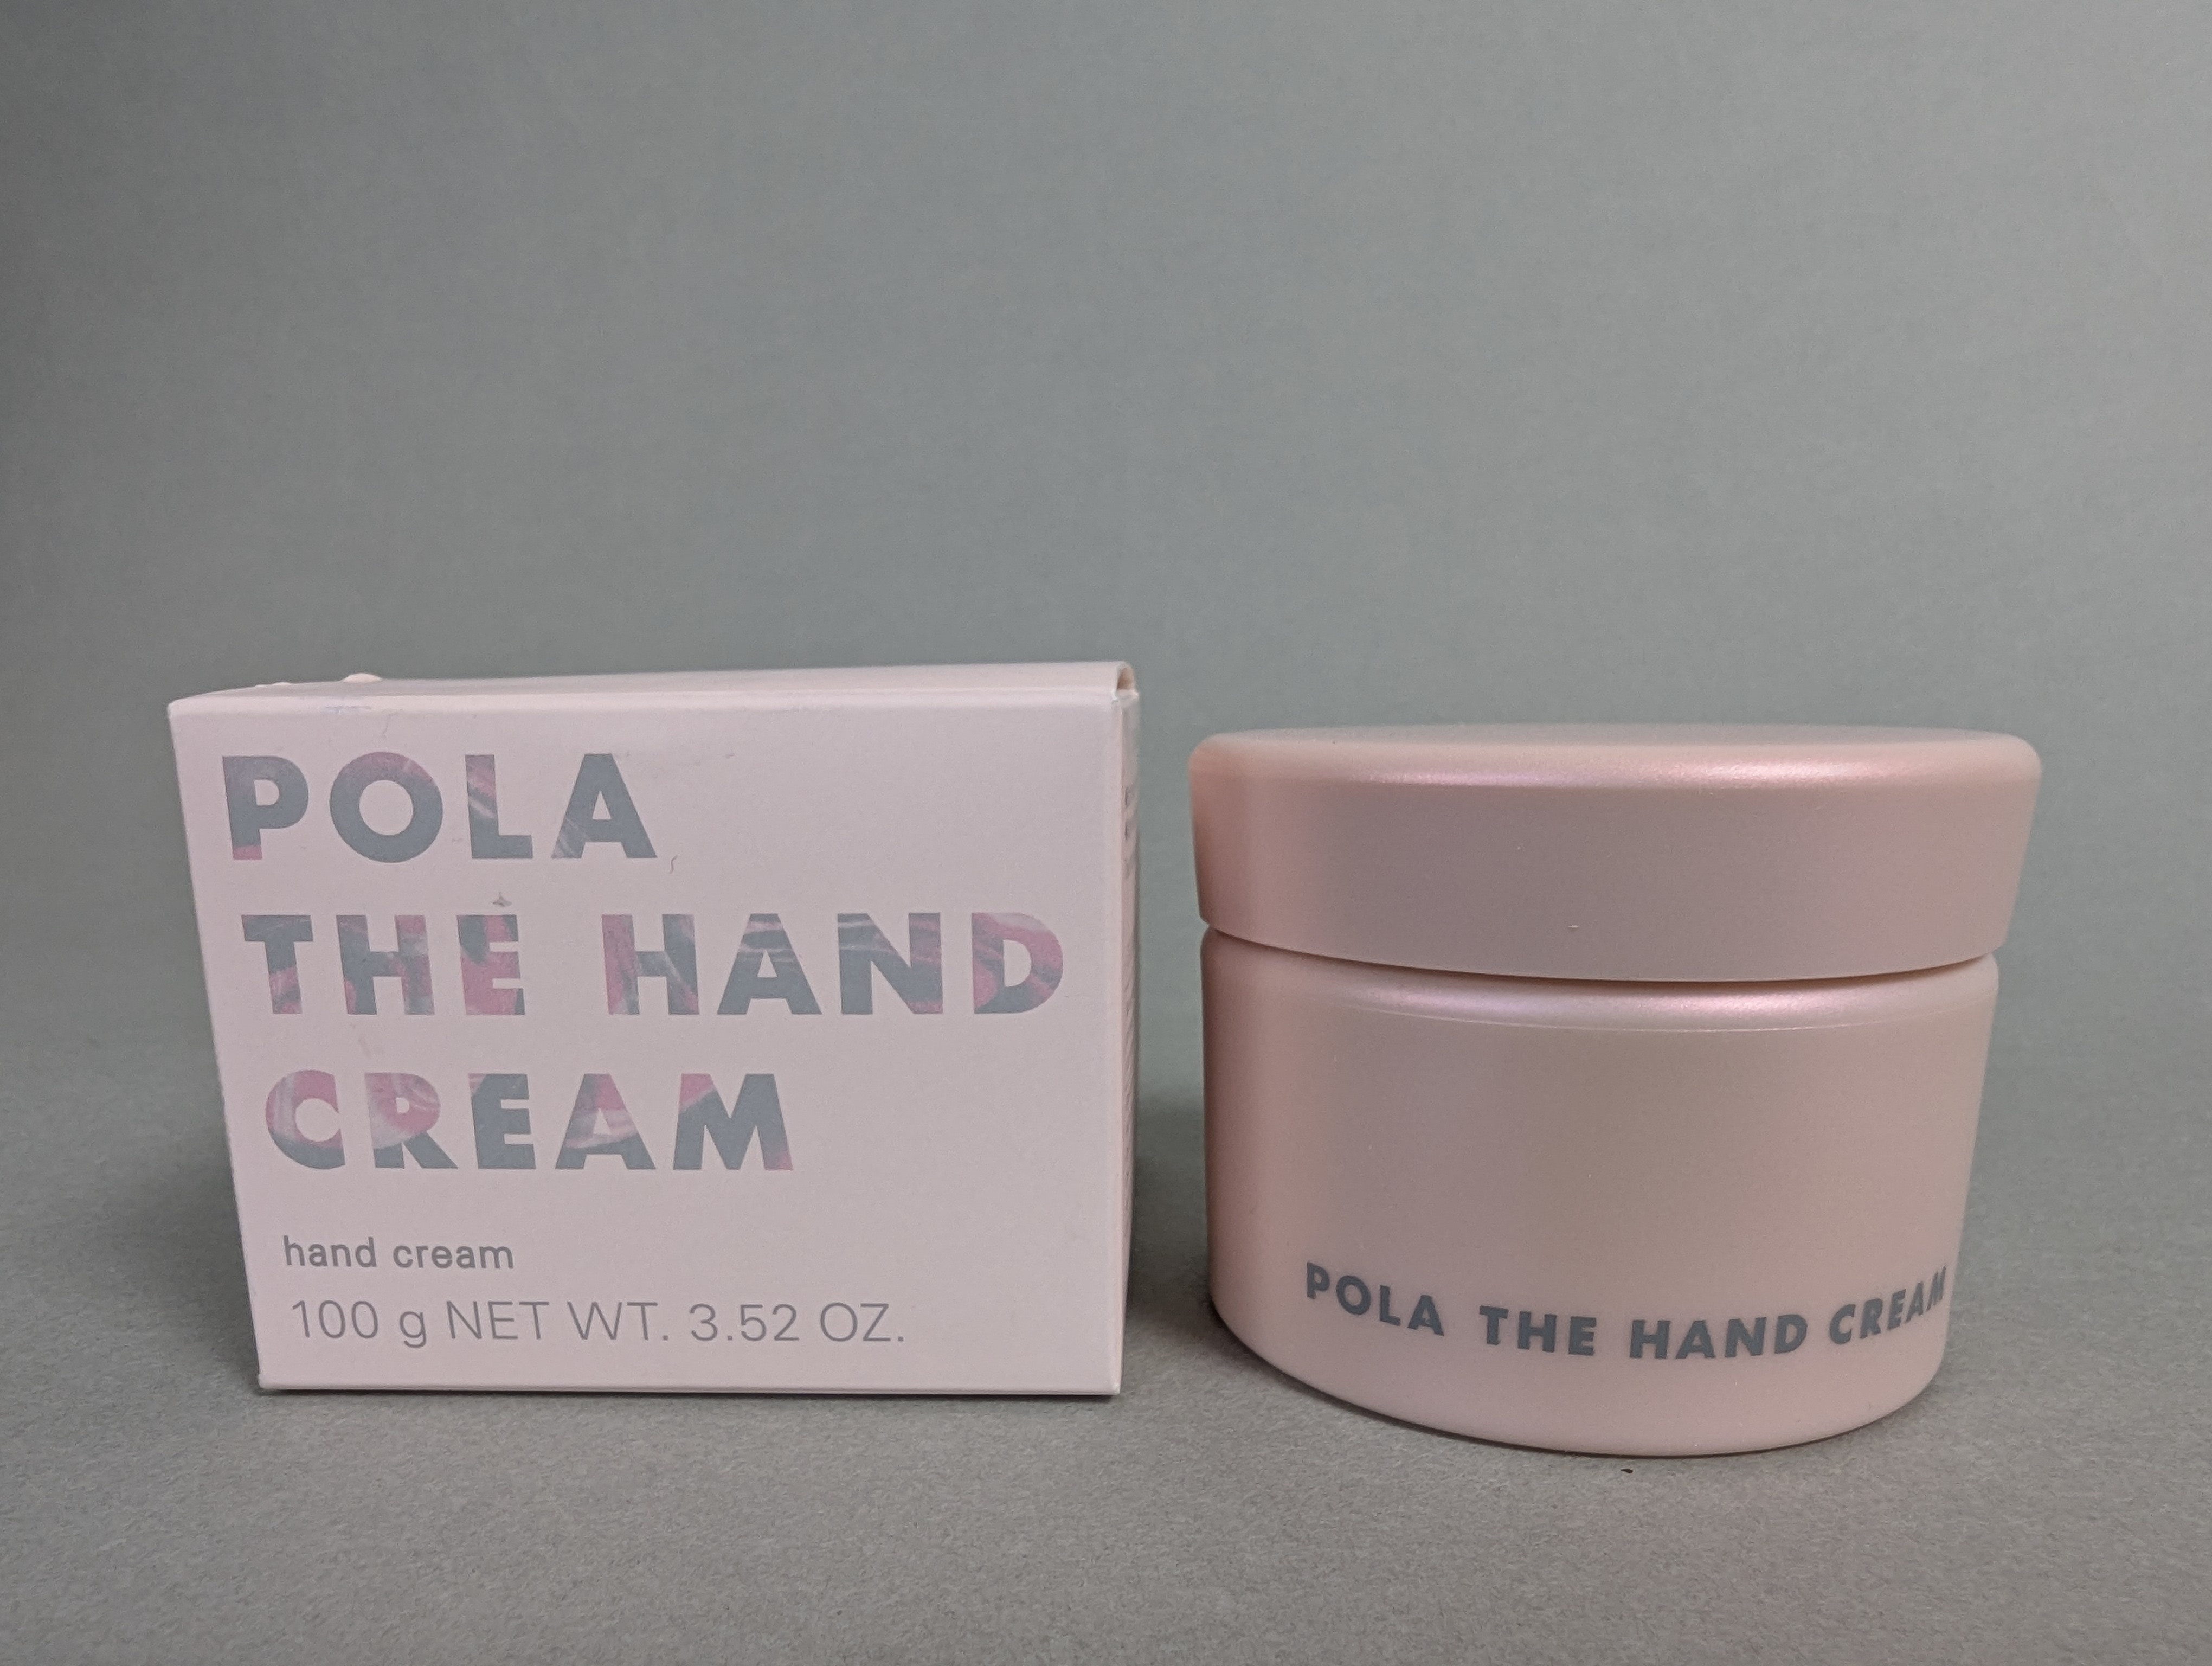 POLA
THE HAND
CREAM
hand cream
100 g NET WT. 3.52 OZ.
POLA THE HAND CREAM